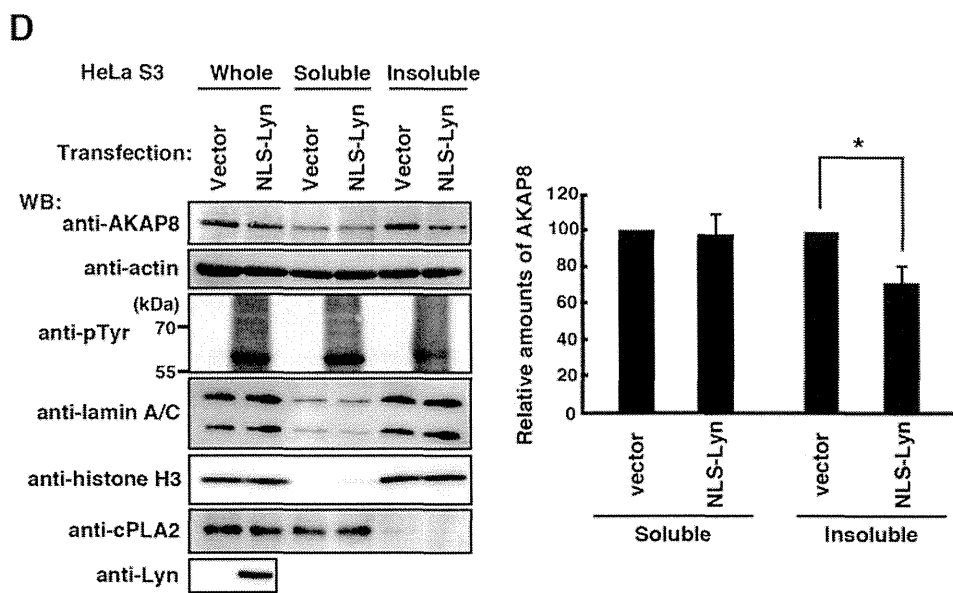 D
HeLa S3 Whole Soluble Insoluble
Transfection: Vector NLS-Lyn Vector NLS-Lyn Vector NLS-Lyn
WB:
anti-AKAP8
anti-actin
(kDa)
anti-pTyr 70
55
anti-lamin A/C
anti-histone H3
anti-cPLA2
anti-Lyn
Relative amounts of AKAP8
*
120
100
80
60
40
20
0
vector NLS-Lyn vector NLS-Lyn
Soluble Insoluble